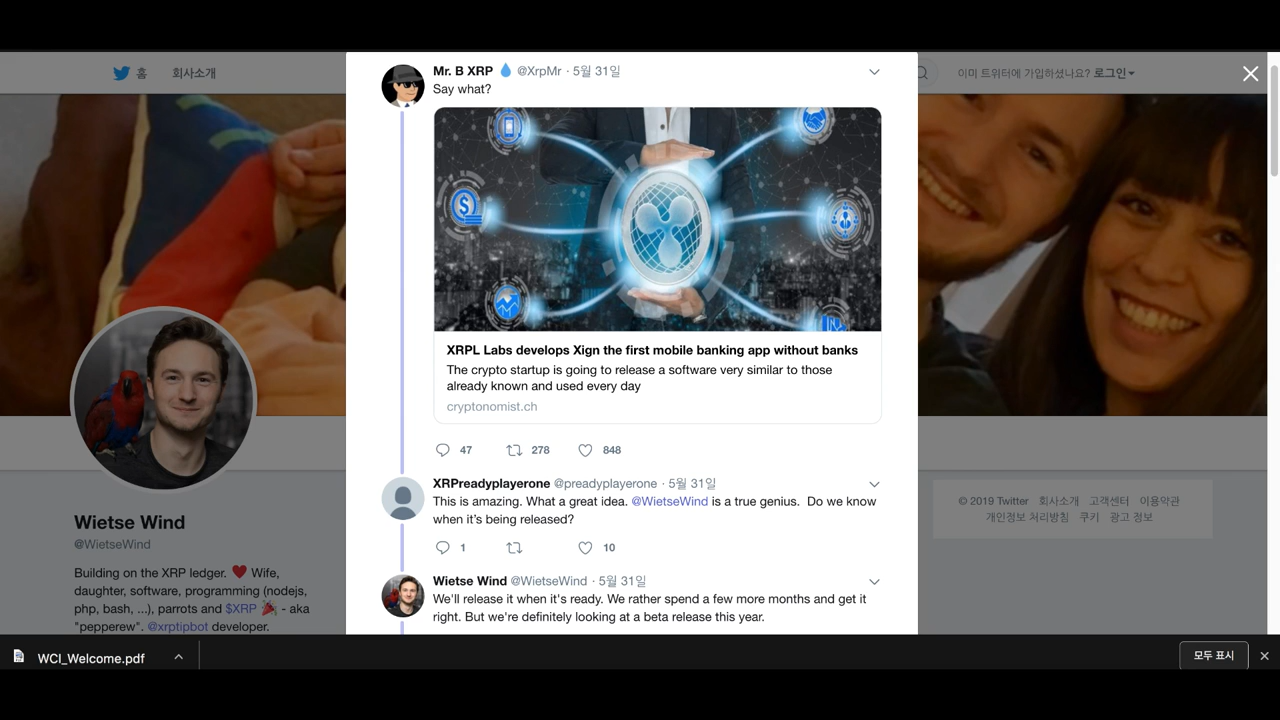 홈 회사소개
이미 트위터에 가입하셨나요? 로그인
Mr. B XRP 💧 @XrpMr · 5월 31일
Say what?
XRPL Labs develops Xign the first mobile banking app without banks
The crypto startup is going to release a software very similar to those
already known and used every day
cryptonomist.ch
47 278 848
XRPreadyplayerone @preadyplayerone · 5월 31일
This is amazing. What a great idea. @WietseWind is a true genius. Do we know
when it's being released?
1 10
Wietse Wind @WietseWind · 5월 31일
We'll release it when it's ready. We rather spend a few more months and get it
right. But we're definitely looking at a beta release this year.
Wietse Wind
@WietseWind
Building on the XRP ledger. ❤️ Wife,
daughter, software, programming (nodejs,
php, bash, ...), parrots and $XRP 🎉 - aka
"pepperew". @xrptipbot developer.
© 2019 Twitter 회사소개 고객센터 이용약관
개인정보 처리방침 쿠키 광고 정보
WCI_Welcome.pdf
모두 표시